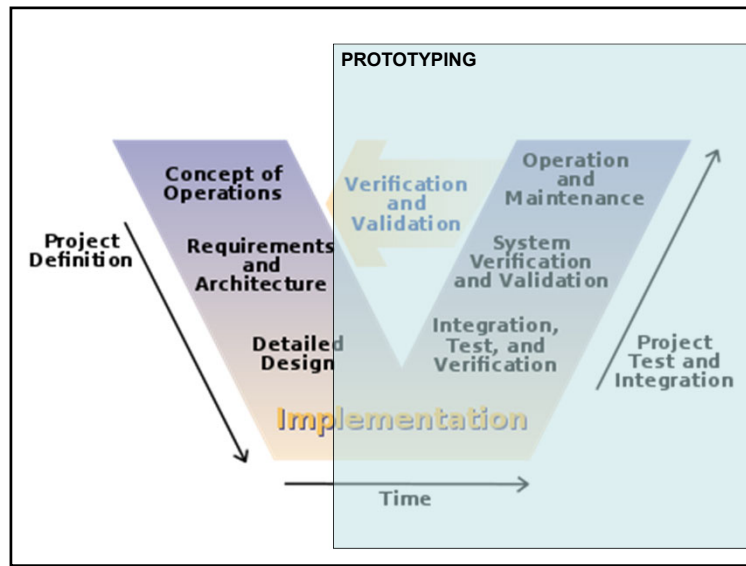 PROTOTYPING
Concept of
Operations
Verification
and
Validation
Operation
and
Maintenance
Project
Definition
Requirements
and
Architecture
System
Verification
and Validation
Detailed
Design
Integration,
Test, and
Verification
Project
Test and
Integration
Implementation
Time